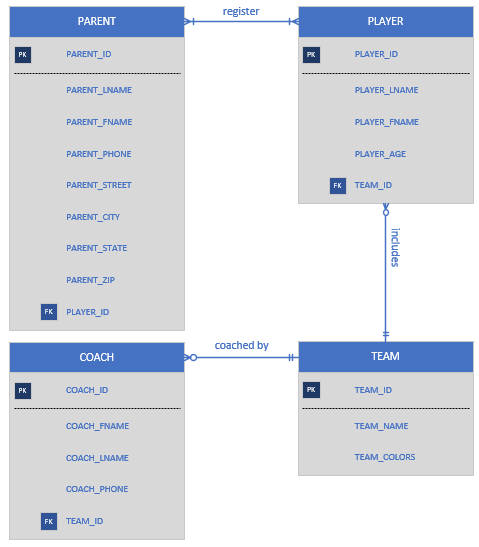 PARENT
PK PARENT_ID
PARENT_LNAME
PARENT_FNAME
PARENT_PHONE
PARENT_STREET
PARENT_CITY
PARENT_STATE
PARENT_ZIP
FK PLAYER_ID
register
PLAYER
PK PLAYER_ID
PLAYER_LNAME
PLAYER_FNAME
PLAYER_AGE
FK TEAM_ID
includes
COACH
PK COACH_ID
COACH_FNAME
COACH_LNAME
COACH_PHONE
FK TEAM_ID
coached by
TEAM
PK TEAM_ID
TEAM_NAME
TEAM_COLORS